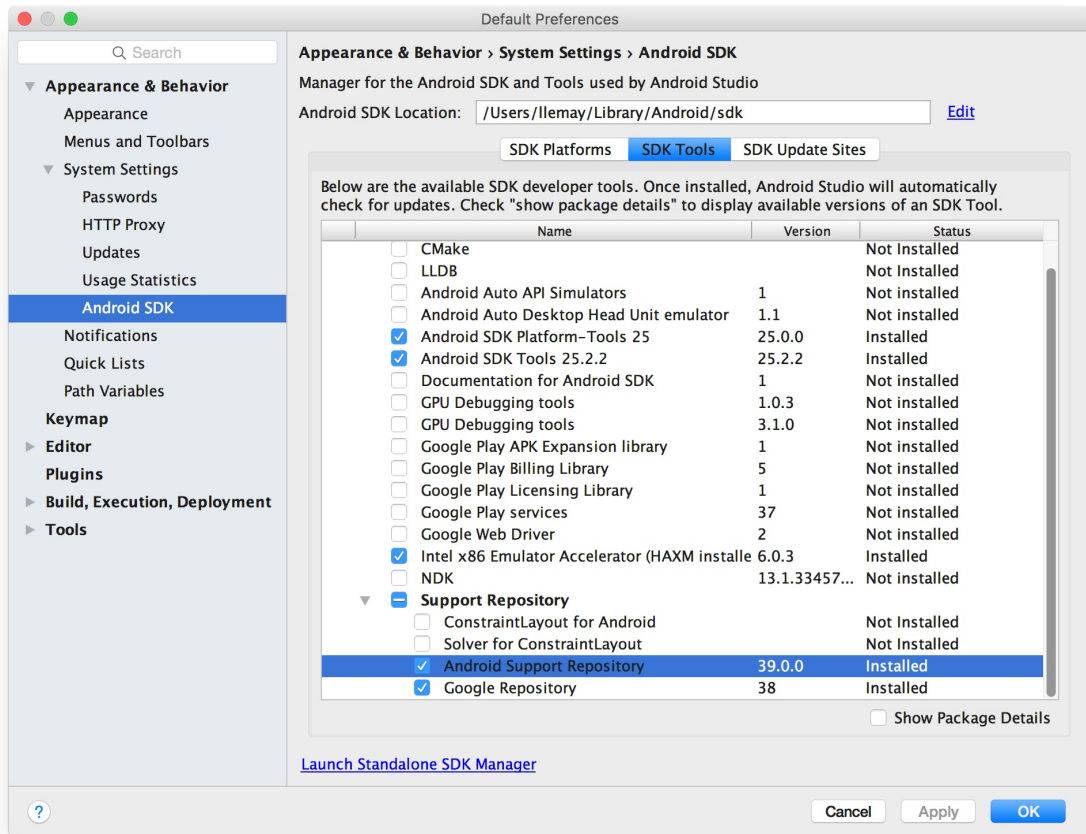 Default Preferences
Search
Appearance & Behavior
Appearance
Menus and Toolbars
System Settings
Passwords
HTTP Proxy
Updates
Usage Statistics
Android SDK
Notifications
Quick Lists
Path Variables
Keymap
Editor
Plugins
Build, Execution, Deployment
Tools
Appearance & Behavior › System Settings › Android SDK
Manager for the Android SDK and Tools used by Android Studio
Android SDK Location: /Users/llemay/Library/Android/sdk Edit
SDK Platforms SDK Tools SDK Update Sites
Below are the available SDK developer tools. Once installed, Android Studio will automatically
check for updates. Check "show package details" to display available versions of an SDK Tool.
Name Version Status
CMake Not Installed
LLDB Not Installed
Android Auto API Simulators 1 Not installed
Android Auto Desktop Head Unit emulator 1.1 Not installed
Android SDK Platform-Tools 25 25.0.0 Installed
Android SDK Tools 25.2.2 25.2.2 Installed
Documentation for Android SDK 1 Not installed
GPU Debugging tools 1.0.3 Not installed
GPU Debugging tools 3.1.0 Not installed
Google Play APK Expansion library 1 Not installed
Google Play Billing Library 5 Not installed
Google Play Licensing Library 1 Not installed
Google Play services 37 Not installed
Google Web Driver 2 Not installed
Intel x86 Emulator Accelerator (HAXM installe 6.0.3 Installed
NDK 13.1.33457... Not installed
Support Repository
ConstraintLayout for Android Not Installed
Solver for ConstraintLayout Not Installed
Android Support Repository 39.0.0 Installed
Google Repository 38 Installed
Show Package Details
Launch Standalone SDK Manager
? Cancel Apply OK